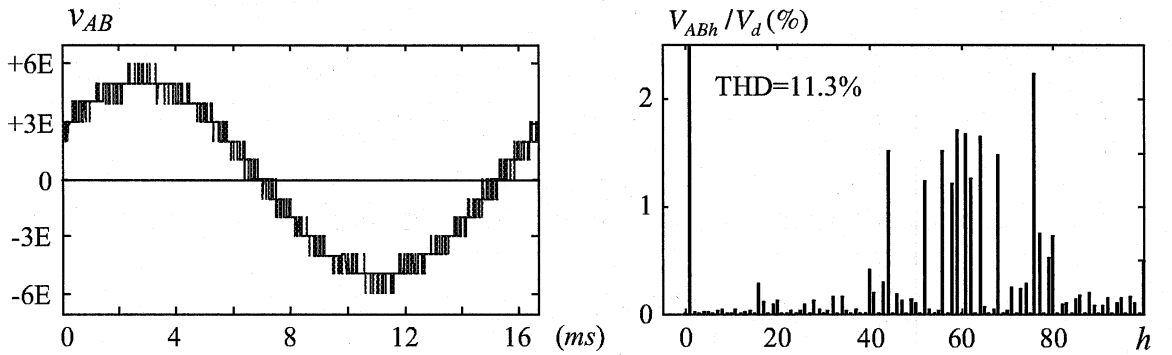 v_AB
+6E
+3E
0
-3E
-6E
0 4 8 12 16 (ms)
V_ABh / V_d (%)
THD=11.3%
2
1
0
0 20 40 60 80 h